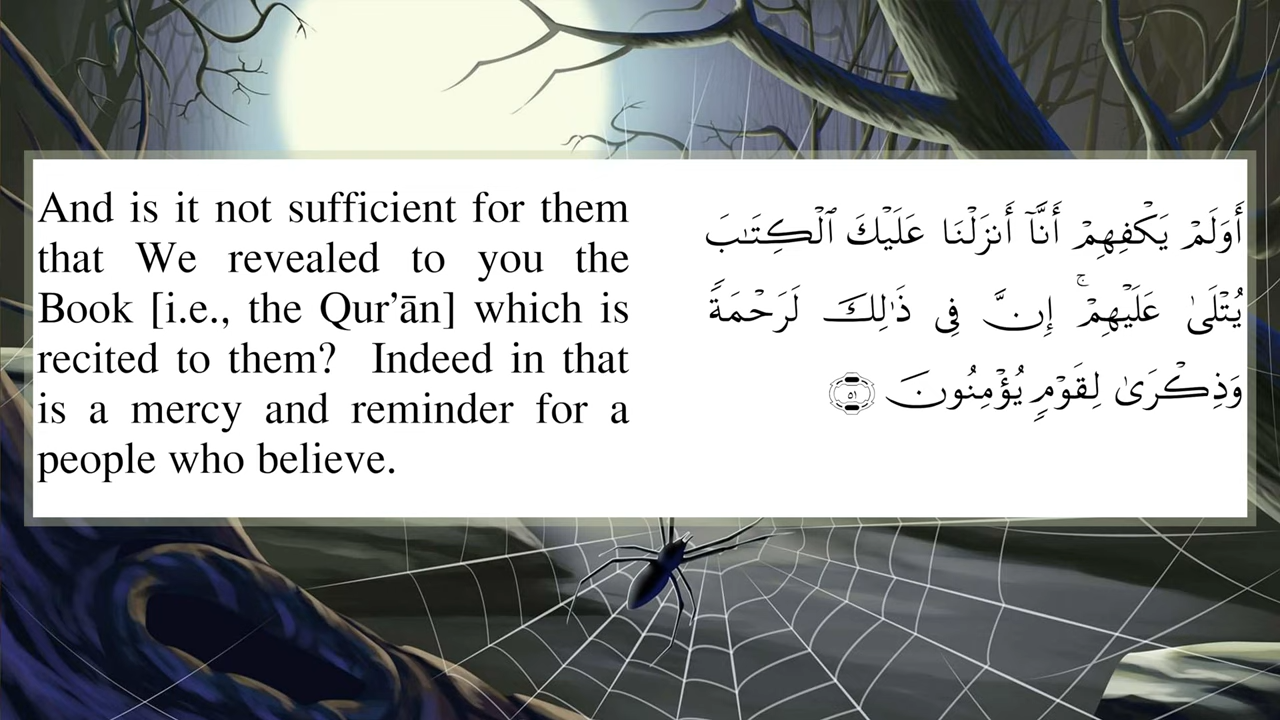 And is it not sufficient for them
that We revealed to you the
Book [i.e., the Qur’ān] which is
recited to them?  Indeed in that
is a mercy and reminder for a
people who believe.
أَوَلَمْ يَكْفِهِمْ أَنَّآ أَنزَلْنَا عَلَيْكَ ٱلْكِتَـٰبَ
يُتْلَىٰ عَلَيْهِمْ ۚ إِنَّ فِى ذَٰلِكَ لَرَحْمَةً
وَذِكْرَىٰ لِقَوْمٍ يُؤْمِنُونَ ٥١